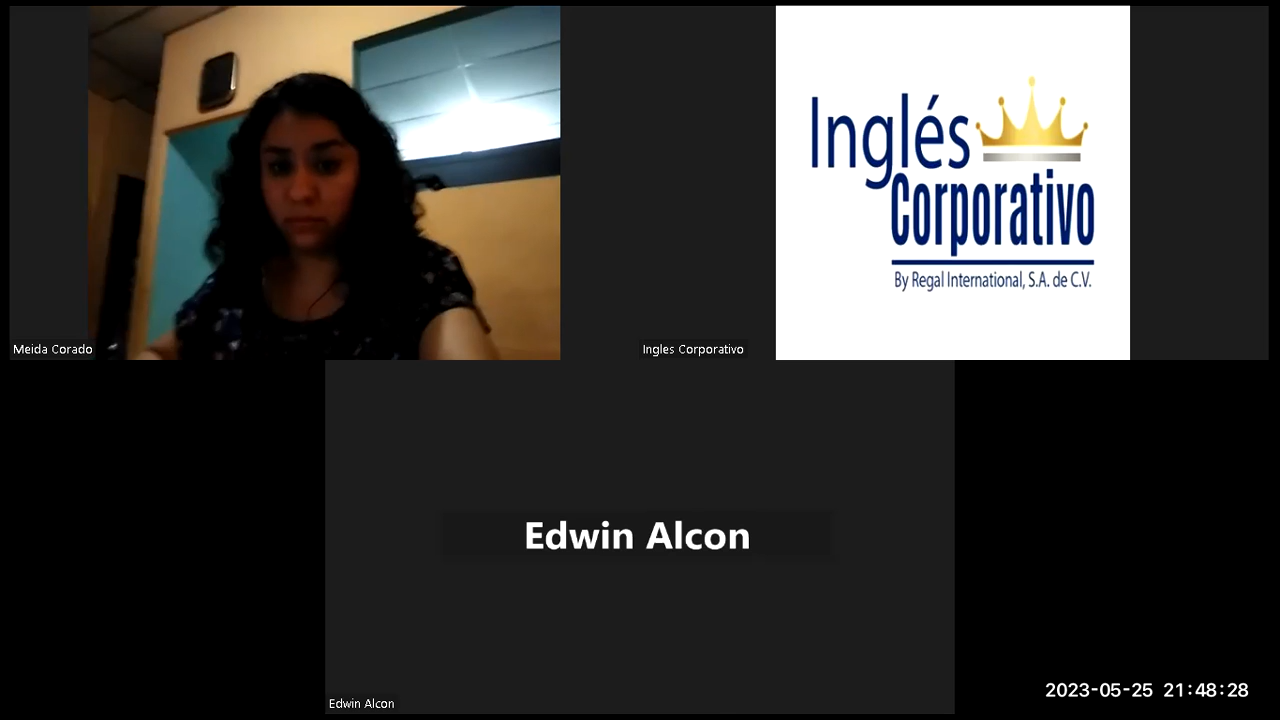 Inglés
Corporativo
By Regal International, S.A. de C.V.
Meida Corado
Ingles Corporativo
Edwin Alcon
Edwin Alcon
2023-05-25 21:48:28